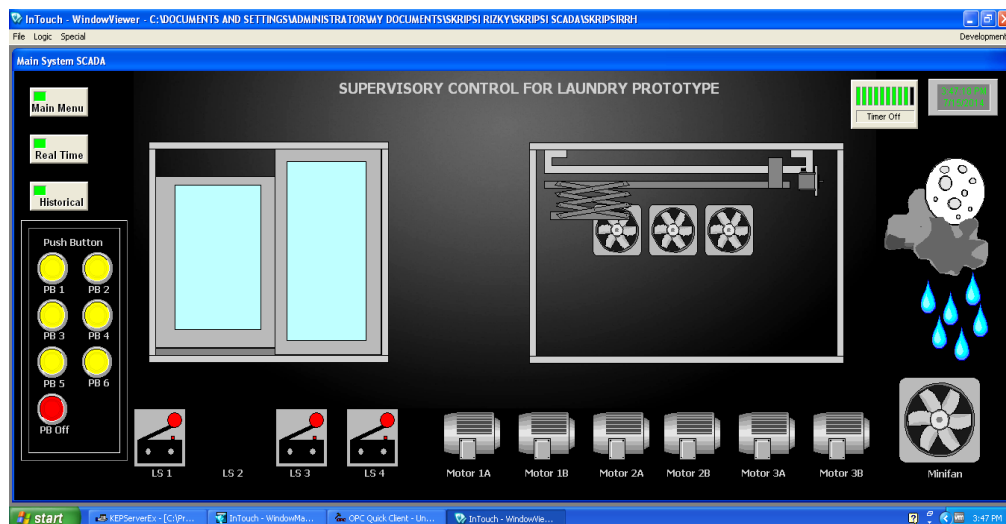 InTouch - WindowViewer - C:\DOCUMENTS AND SETTINGS\ADMINISTRATOR\MY DOCUMENTS\SKRIPSI RIZKY\SKRIPSI SCADA\SKRIPSIRRH
File Logic Special Development
Main System SCADA
SUPERVISORY CONTROL FOR LAUNDRY PROTOTYPE
Main Menu
Real Time
Historical
Timer Off
3:47:18 PM
Push Button
PB 1 PB 2
PB 3 PB 4
PB 5 PB 6
PB Off
LS 1 LS 2 LS 3 LS 4 Motor 1A Motor 1B Motor 2A Motor 2B Motor 3A Motor 3B Minifan
start KEPServerEx - [C:\Pr... InTouch - WindowMa... OPC Quick Client - Un... InTouch - WindowVie... 3:47 PM